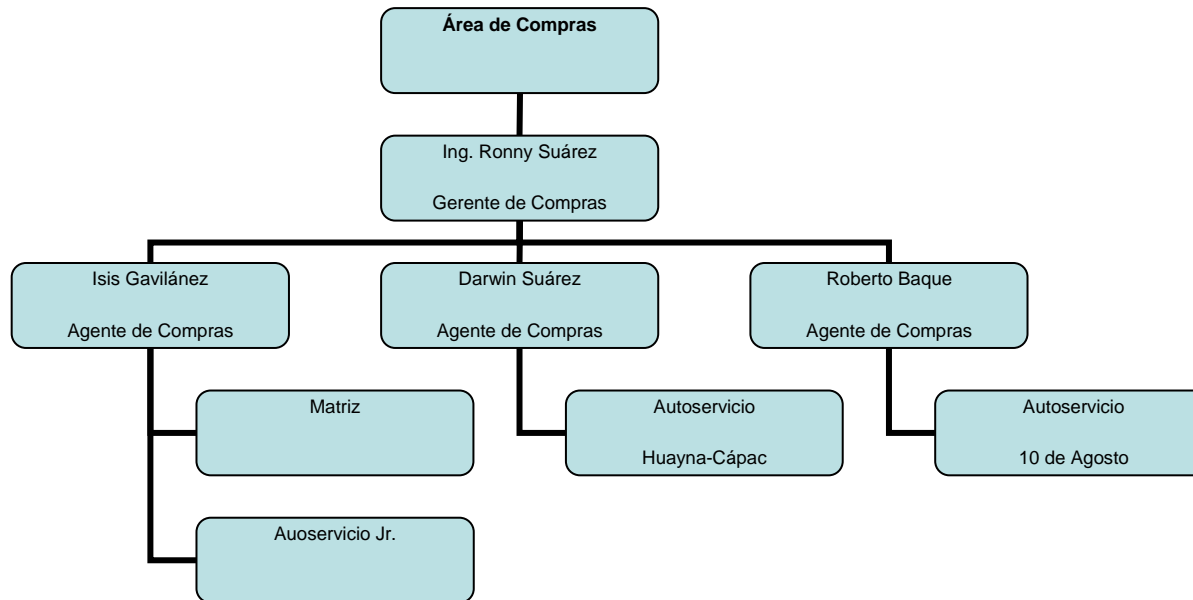 Área de Compras
Ing. Ronny Suárez
Gerente de Compras
Isis Gavilánez
Agente de Compras
Darwin Suárez
Agente de Compras
Roberto Baque
Agente de Compras
Matriz
Autoservicio
Huayna-Cápac
Autoservicio
10 de Agosto
Auoservicio Jr.